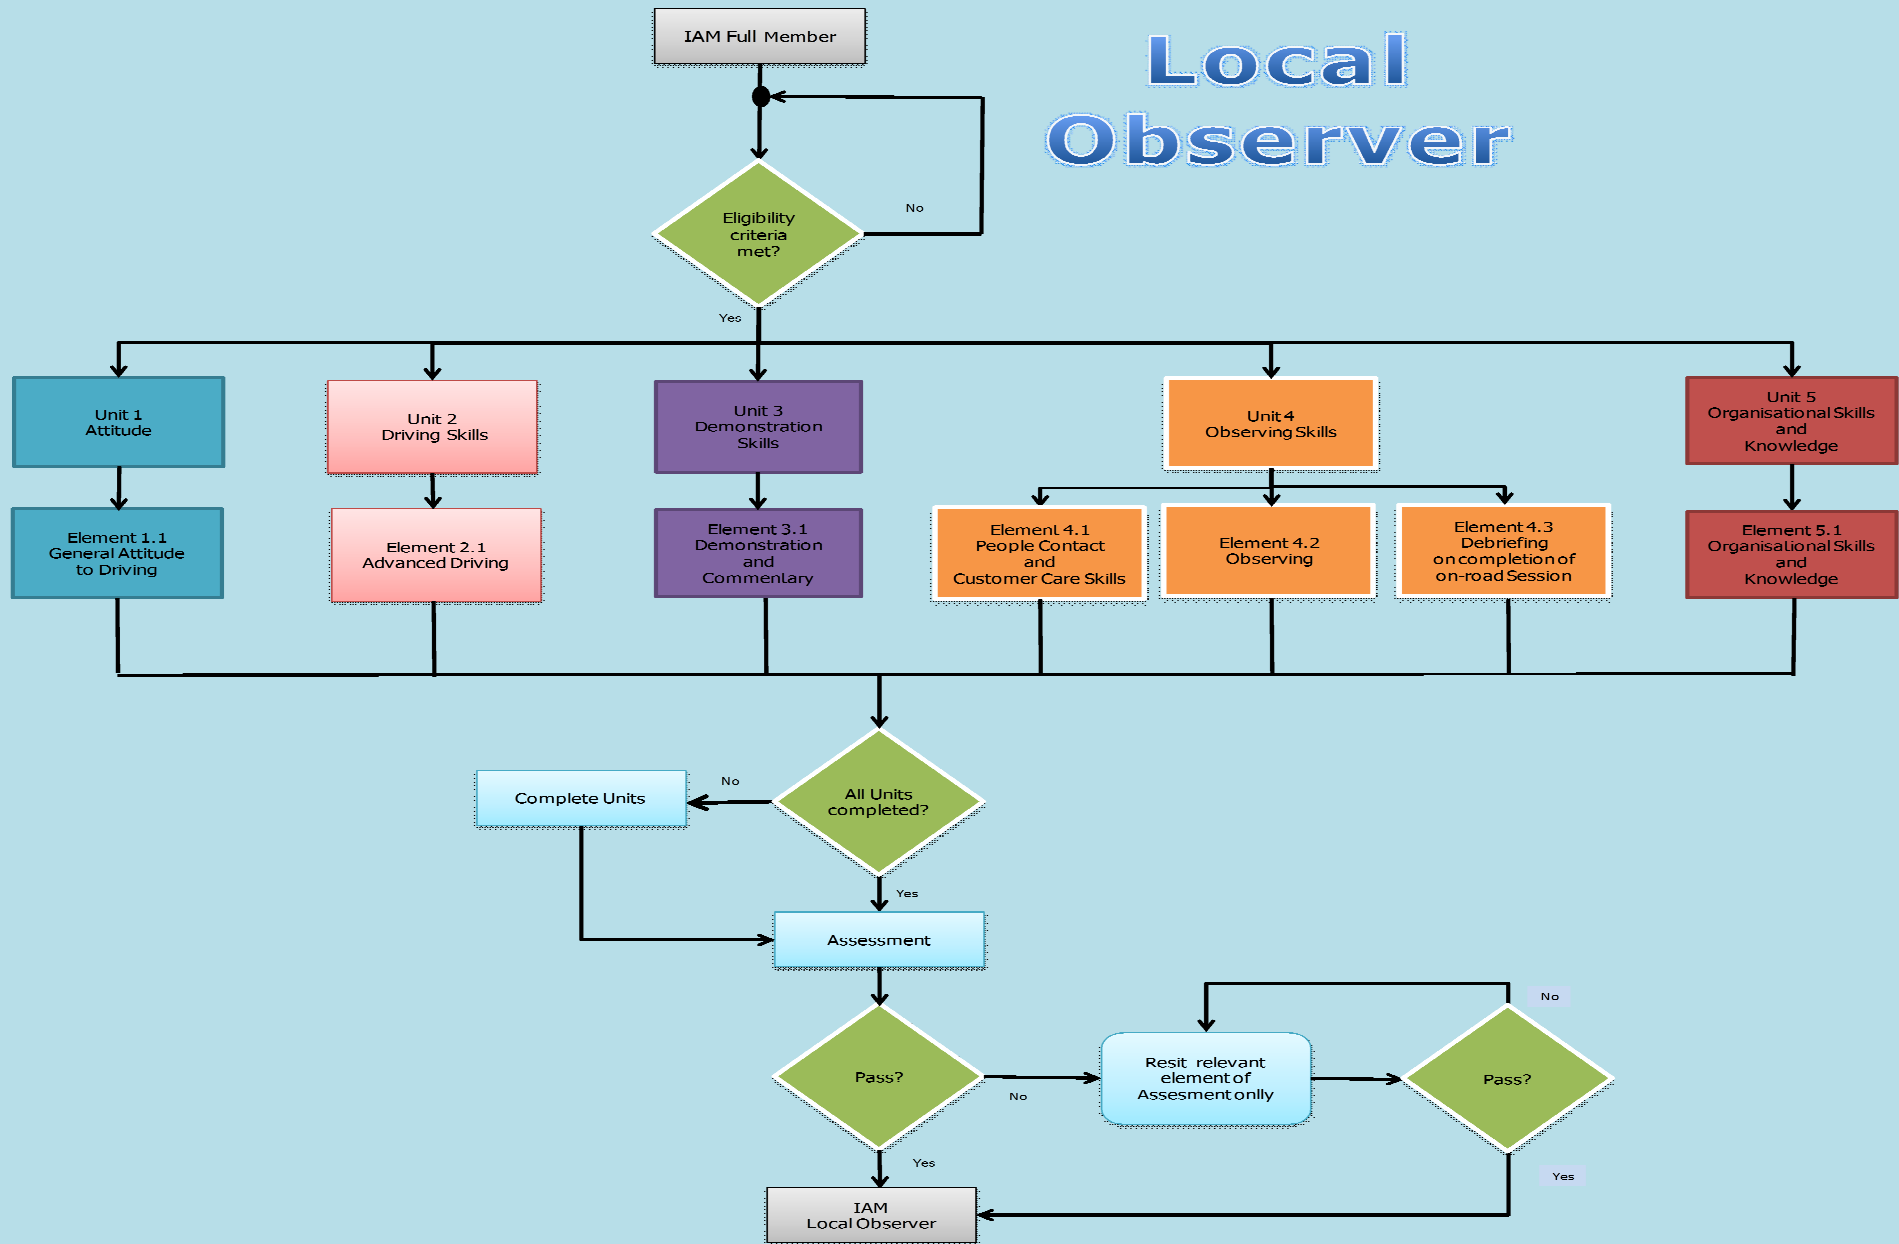 IAM Full Member
Local
Observer
Eligibility
criteria
met?
No
Yes
Unit 1
Attitude
Unit 2
Driving Skills
Unit 3
Demonstration
Skills
Unit 4
Observing Skills
Unit 5
Organisational Skills
and
Knowledge
Element 1.1
General Attitude
to Driving
Element 2.1
Advanced Driving
Element 3.1
Demonstration
and
Commentary
Element 4.1
People Contact
and
Customer Care Skills
Element 4.2
Observing
Element 4.3
Debriefing
on completion of
on-road Session
Element 5.1
Organisational Skills
and
Knowledge
All Units
completed?
No
Complete Units
Yes
Assessment
Pass?
No
Resit relevant
element of
Assesment onlly
Pass?
No
Yes
Yes
IAM
Local Observer